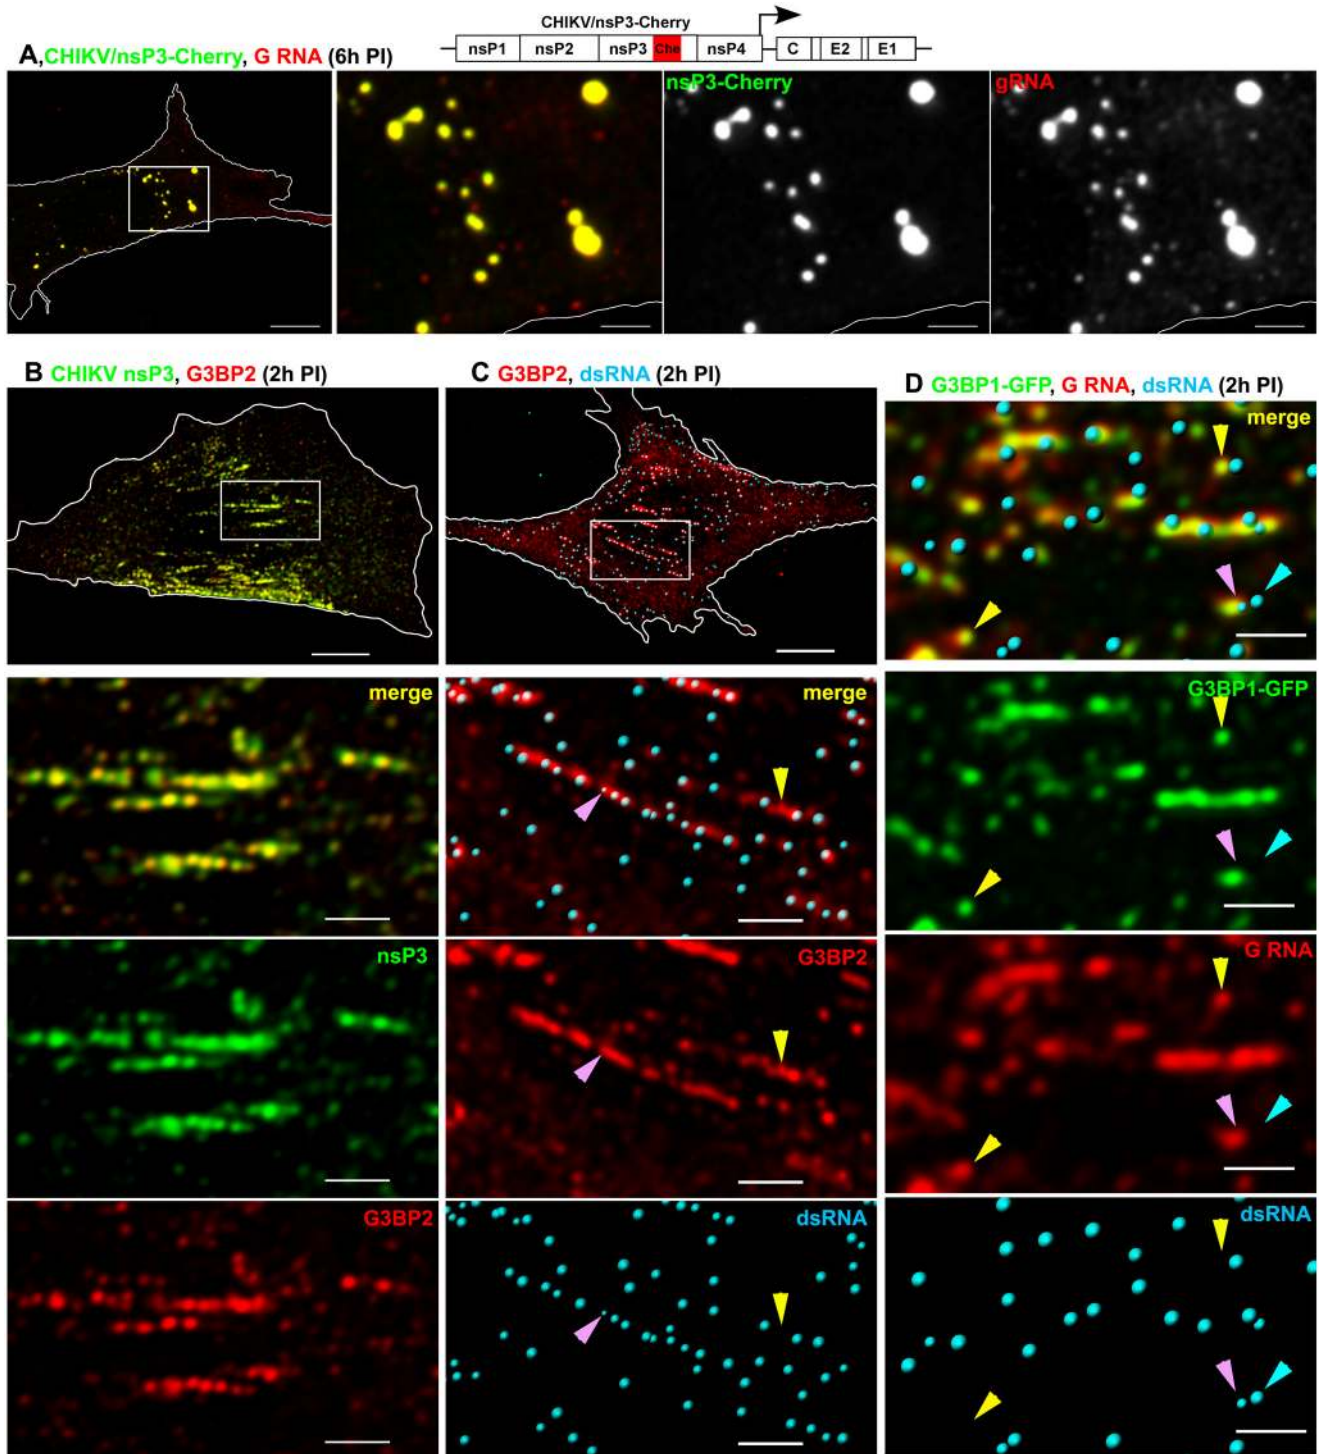 CHIKV/nsP3-Cherry
nsP1 nsP2 nsP3 Che nsP4 C E2 E1
A,CHIKV/nsP3-Cherry, G RNA (6h PI)
nsP3-Cherry
gRNA
B CHIKV nsP3, G3BP2 (2h PI)
C G3BP2, dsRNA (2h PI)
D G3BP1-GFP, G RNA, dsRNA (2h PI)
merge
merge
merge
G3BP1-GFP
nsP3
G3BP2
G RNA
G3BP2
dsRNA
dsRNA